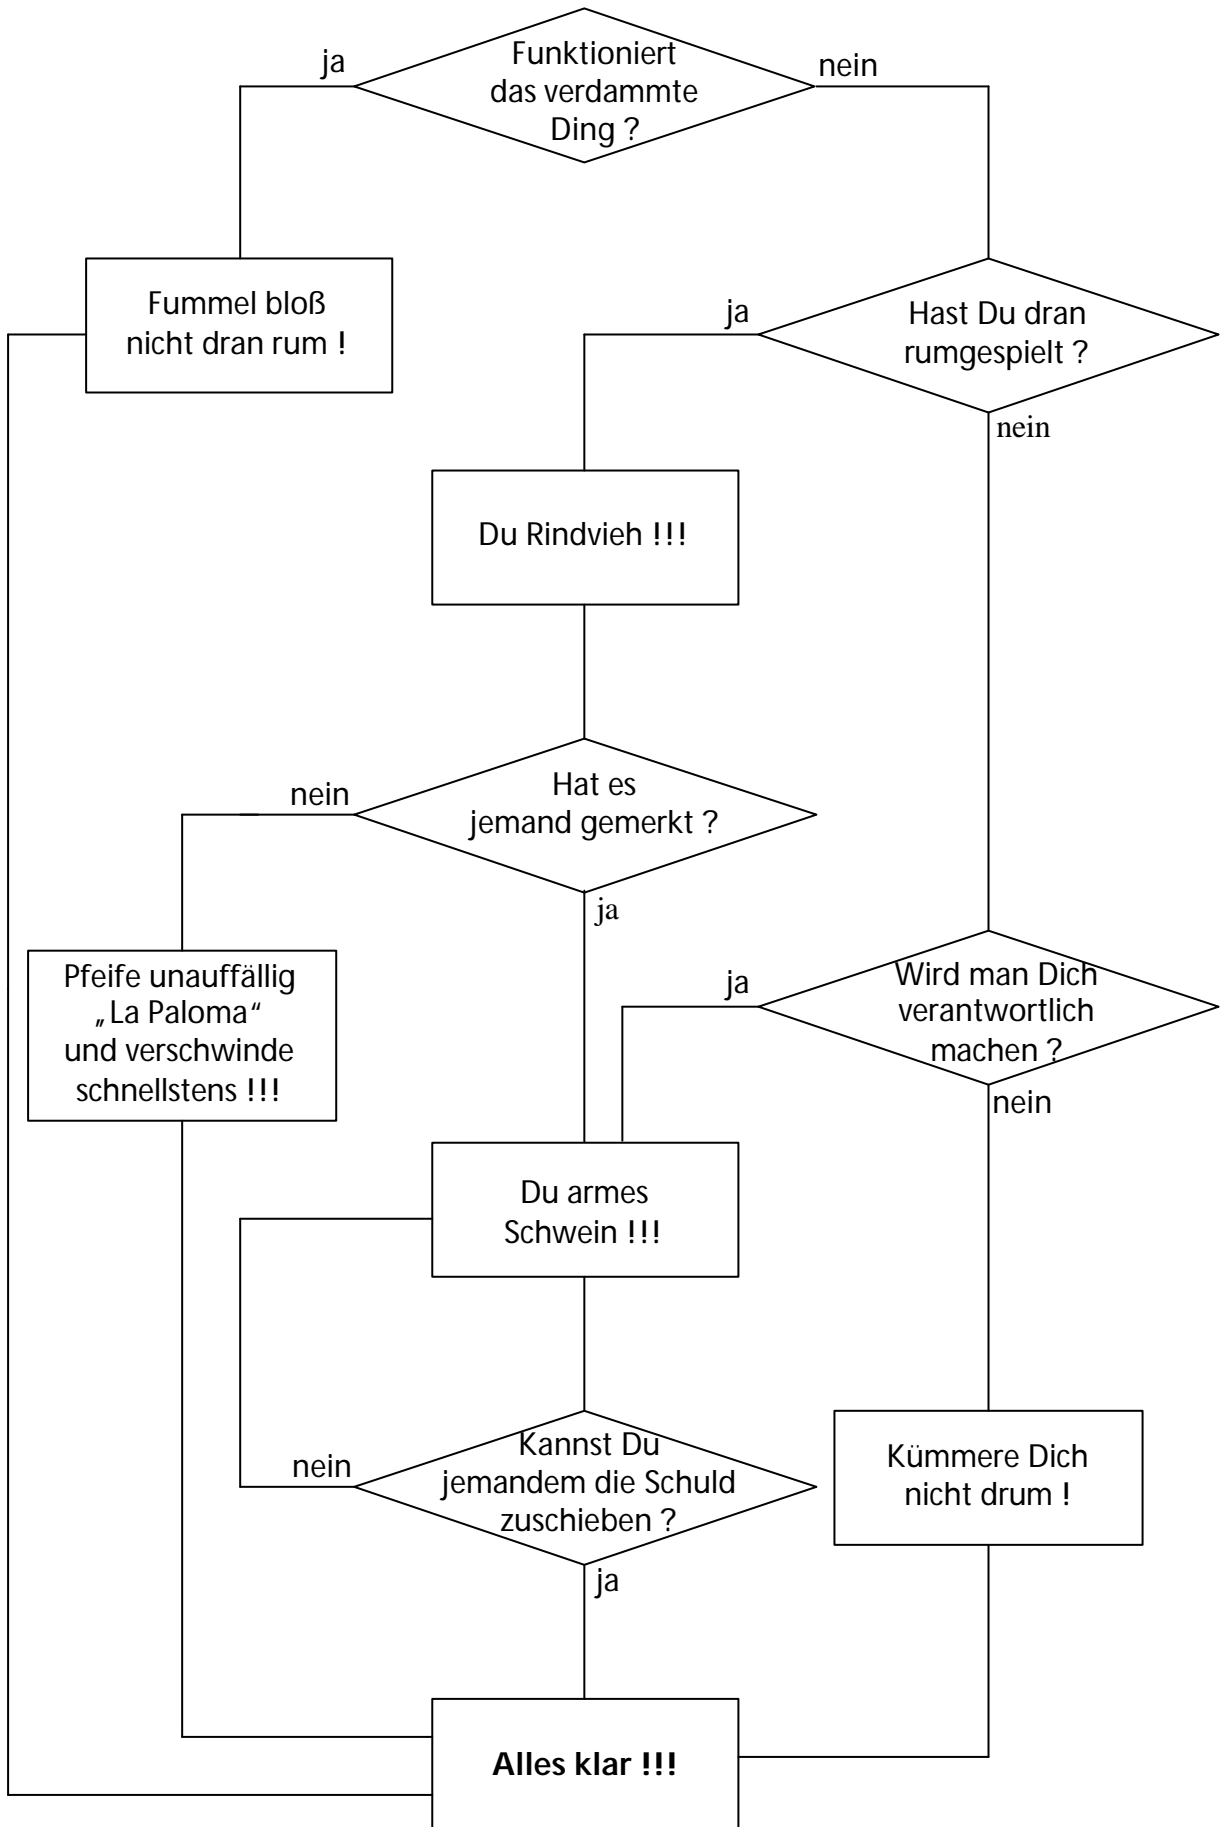 ja
Funktioniert
das verdammte
Ding ?
nein
Fummel bloß
nicht dran rum !
ja
Hast Du dran
rumgespielt ?
nein
Du Rindvieh !!!
nein
Hat es
jemand gemerkt ?
ja
Pfeife unauffällig
„La Paloma“
und verschwinde
schnellstens !!!
ja
Wird man Dich
verantwortlich
machen ?
nein
Du armes
Schwein !!!
nein
Kannst Du
jemandem die Schuld
zuschieben ?
ja
Kümmere Dich
nicht drum !
Alles klar !!!